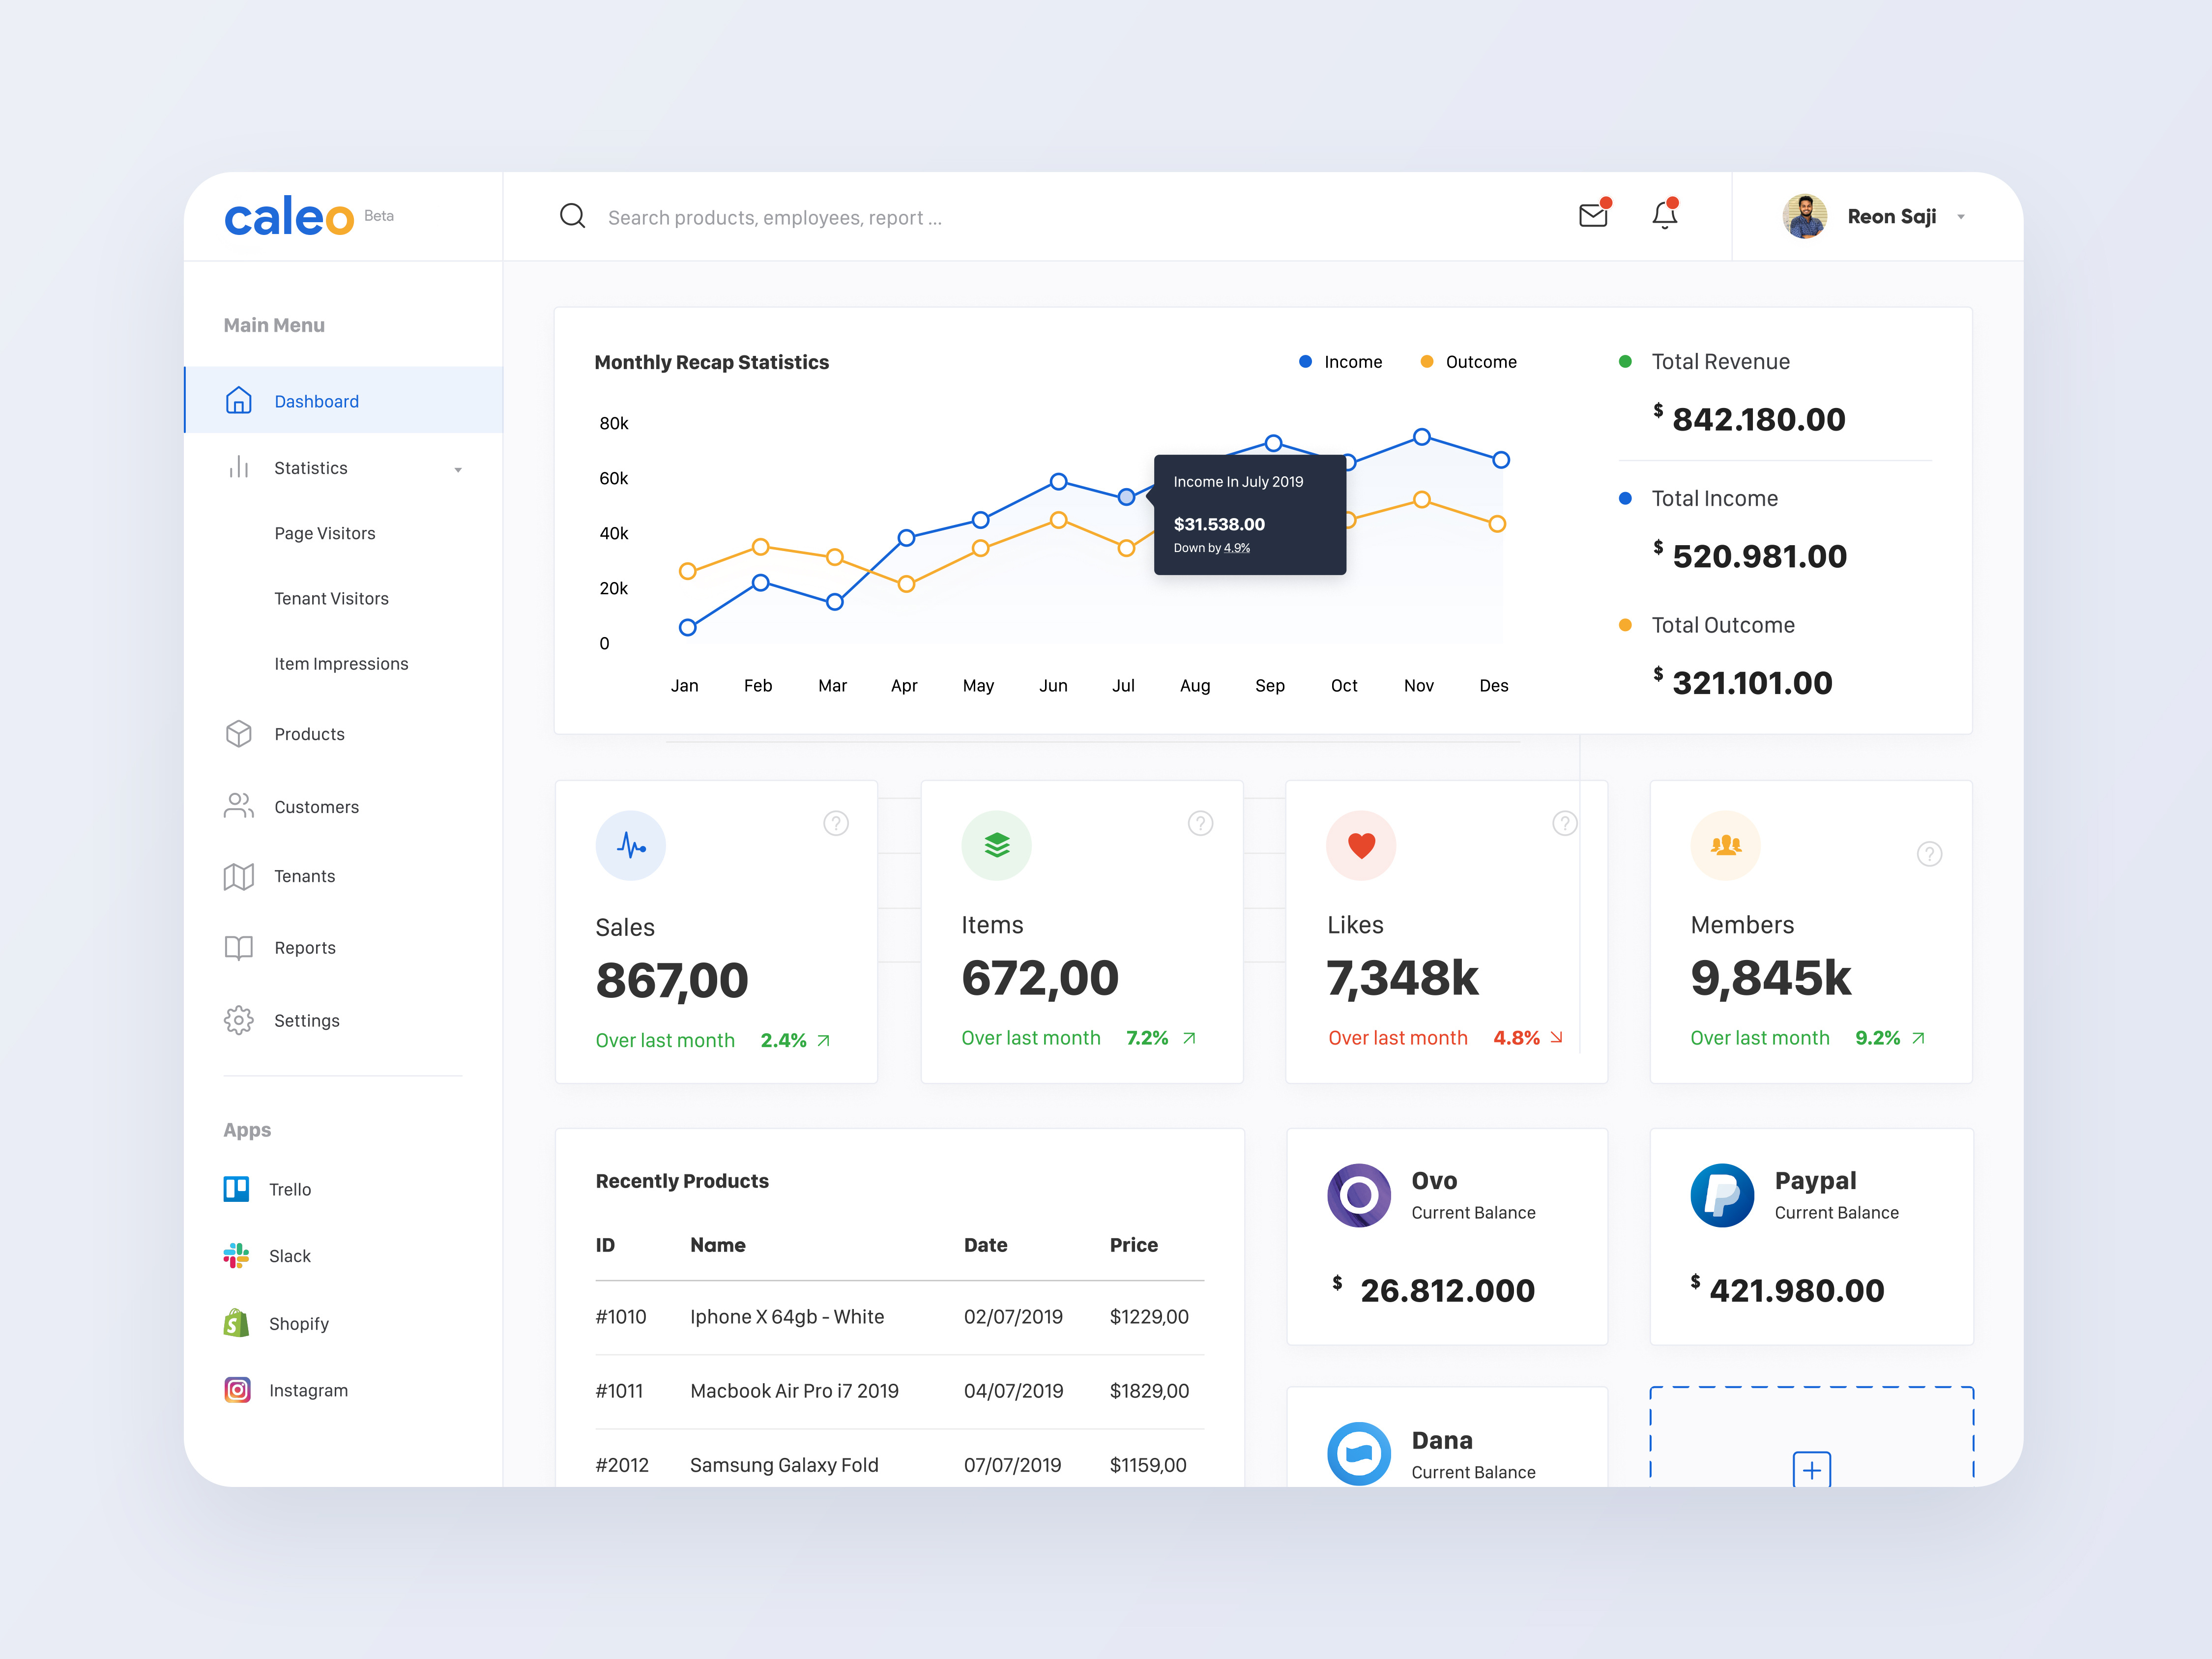 caleo Beta
Search products, employees, report ...
Reon Saji
Main Menu
Dashboard
Statistics
Page Visitors
Tenant Visitors
Item Impressions
Products
Customers
Tenants
Reports
Settings
Apps
Trello
Slack
Shopify
Instagram
Monthly Recap Statistics
Income
Outcome
80k
60k
40k
20k
0
Jan Feb Mar Apr May Jun Jul Aug Sep Oct Nov Des
Income In July 2019
$31.538.00
Down by 4.9%
Total Revenue
$ 842.180.00
Total Income
$ 520.981.00
Total Outcome
$ 321.101.00
?
Sales
867,00
Over last month 2.4%
?
Items
672,00
Over last month 7.2%
?
Likes
7,348k
Over last month 4.8%
?
Members
9,845k
Over last month 9.2%
Recently Products
ID Name Date Price
#1010 Iphone X 64gb - White 02/07/2019 $1229,00
#1011 Macbook Air Pro i7 2019 04/07/2019 $1829,00
#2012 Samsung Galaxy Fold 07/07/2019 $1159,00
Ovo
Current Balance
$ 26.812.000
Paypal
Current Balance
$ 421.980.00
Dana
Current Balance